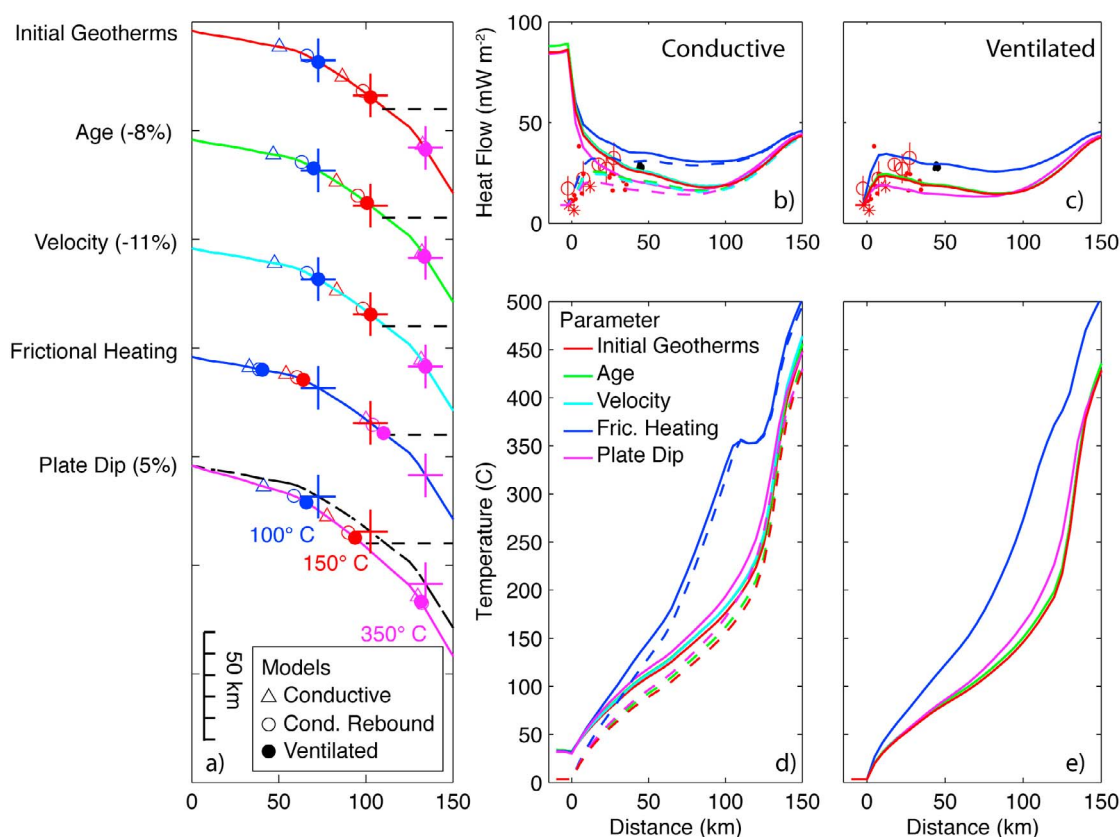 Initial Geotherms
Age (-8%)
Velocity (-11%)
Frictional Heating
Plate Dip (5%)
100° C
150° C
350° C
50 km
Models
Conductive
Cond. Rebound
Ventilated
a)
0 50 100 150
Heat Flow (mW m⁻²)
100
50
0
Conductive
b)
0 50 100 150
Ventilated
c)
0 50 100 150
Temperature (C)
500
450
400
350
300
250
200
150
100
50
0
Parameter
Initial Geotherms
Age
Velocity
Fric. Heating
Plate Dip
d)
0 50 100 150
Distance (km)
e)
0 50 100 150
Distance (km)